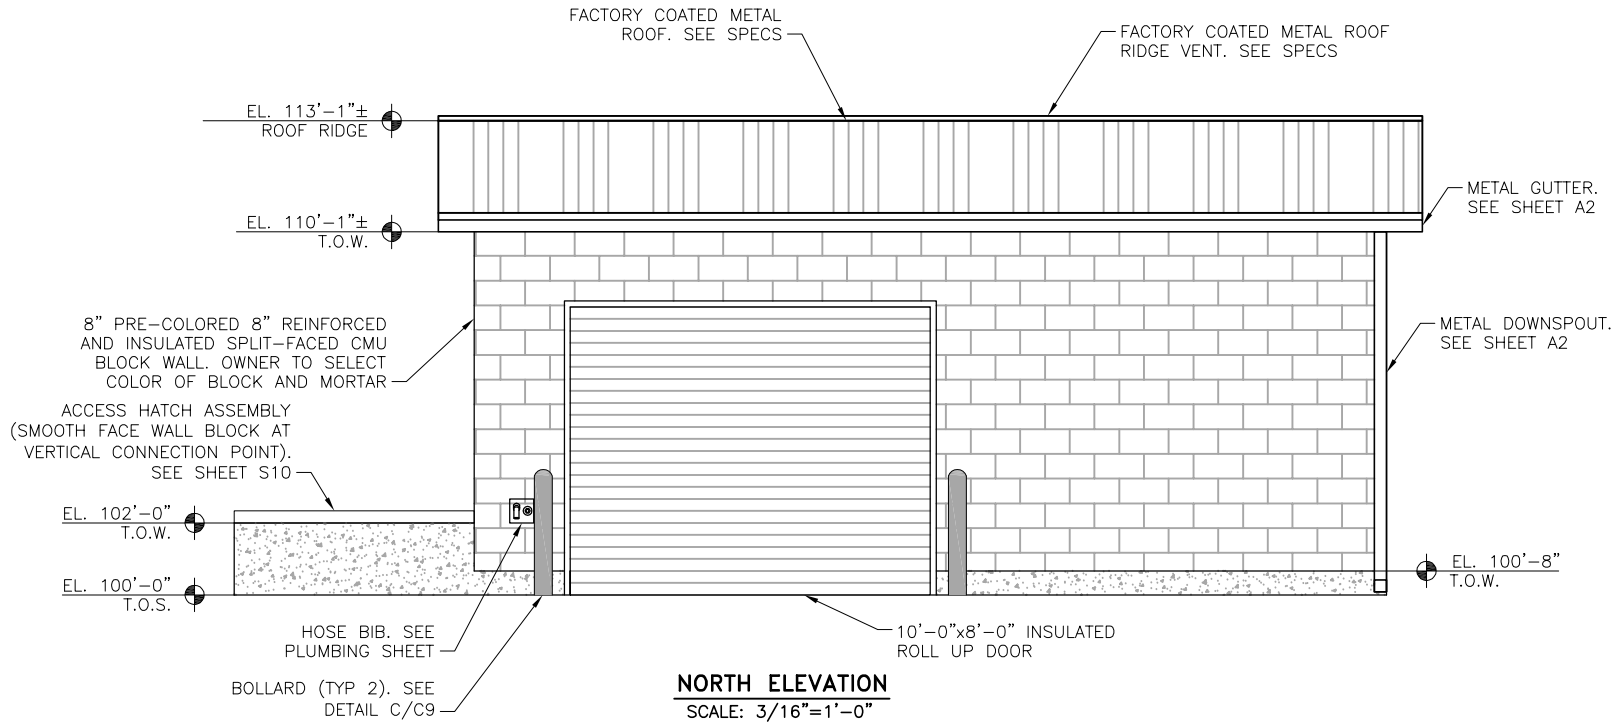 FACTORY COATED METAL
ROOF. SEE SPECS
FACTORY COATED METAL ROOF
RIDGE VENT. SEE SPECS
EL. 113'-1"±
ROOF RIDGE
METAL GUTTER.
SEE SHEET A2
EL. 110'-1"±
T.O.W.
8" PRE-COLORED 8" REINFORCED
AND INSULATED SPLIT-FACED CMU
BLOCK WALL. OWNER TO SELECT
COLOR OF BLOCK AND MORTAR
METAL DOWNSPOUT.
SEE SHEET A2
ACCESS HATCH ASSEMBLY
(SMOOTH FACE WALL BLOCK AT
VERTICAL CONNECTION POINT).
SEE SHEET S10
EL. 102'-0"
T.O.W.
EL. 100'-8"
T.O.W.
EL. 100'-0"
T.O.S.
HOSE BIB. SEE
PLUMBING SHEET
10'-0"x8'-0" INSULATED
ROLL UP DOOR
BOLLARD (TYP 2). SEE
DETAIL C/C9
NORTH ELEVATION
SCALE: 3/16"=1'-0"